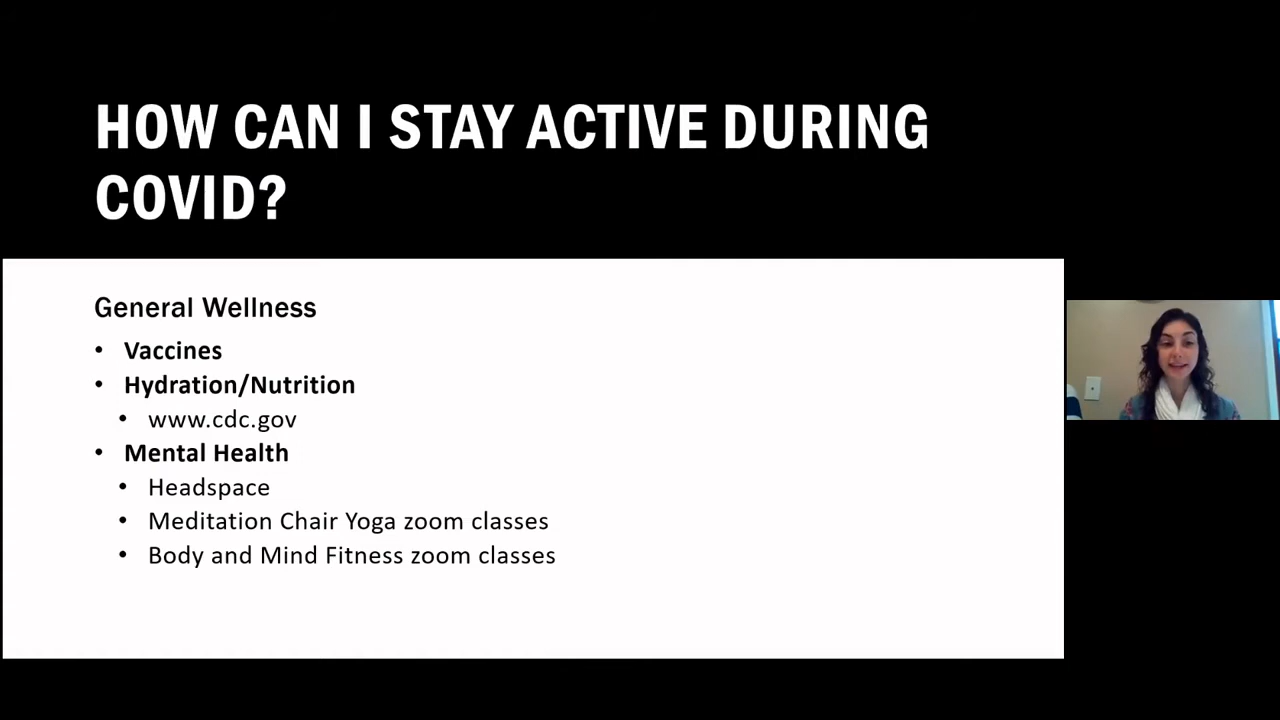 HOW CAN I STAY ACTIVE DURING
COVID?
General Wellness
• Vaccines
• Hydration/Nutrition
• www.cdc.gov
• Mental Health
• Headspace
• Meditation Chair Yoga zoom classes
• Body and Mind Fitness zoom classes